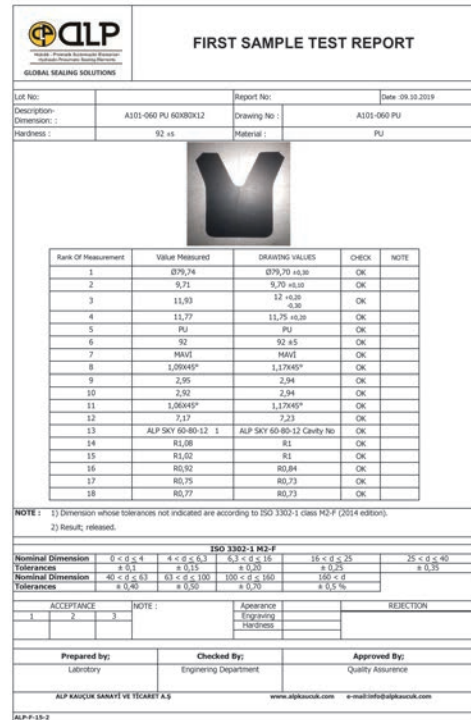 ALP
Hidrolik - Pnömatik Sızdırmazlık Elemanları
Hydraulic-Pneumatic Sealing Elements
GLOBAL SEALING SOLUTIONS
FIRST SAMPLE TEST REPORT
Lot No: Report No: Date :09.10.2019
Description-Dimension: : A101-060 PU 60X80X12 Drawing No : A101-060 PU
Hardness : 92 ±5 Material : PU
Rank Of Measurement Value Measured DRAWING VALUES CHECK NOTE
1 Ø79,74 Ø79,70 ±0,30 OK
2 9,71 9,70 ±0,10 OK
3 11,93 12 +0,20 -0,30 OK
4 11,77 11,75 ±0,20 OK
5 PU PU OK
6 92 92 ±5 OK
7 MAVİ MAVİ OK
8 1,09X45° 1,17X45° OK
9 2,95 2,94 OK
10 2,92 2,94 OK
11 1,06X45° 1,17X45° OK
12 7,17 7,23 OK
13 ALP SKY 60-80-12 1 ALP SKY 60-80-12 Cavity No OK
14 R1,08 R1 OK
15 R1,02 R1 OK
16 R0,92 R0,84 OK
17 R0,75 R0,73 OK
18 R0,77 R0,73 OK
NOTE : 1) Dimension whose tolerances not indicated are according to ISO 3302-1 class M2-F (2014 edition).
2) Result; released.
ISO 3302-1 M2-F
Nominal Dimension 0 < d ≤ 4 4 < d ≤ 6,3 6,3 < d ≤ 16 16 < d ≤ 25 25 < d ≤ 40
Tolerances ± 0,1 ± 0,15 ± 0,20 ± 0,25 ± 0,35
Nominal Dimension 40 < d ≤ 63 63 < d ≤ 100 100 < d ≤ 160 160 < d
Tolerances ± 0,40 ± 0,50 ± 0,70 ± 0,5 %
ACCEPTANCE NOTE : Apearance REJECTION
1 2 3 Engraving
Hardness
Prepared by; Checked By; Approved By;
Labrotory Enginering Department Quality Assurance
ALP KAUÇUK SANAYİ VE TİCARET A.Ş www.alpkaucuk.com e-mail:info@alpkaucuk.com
ALP-F-15-2